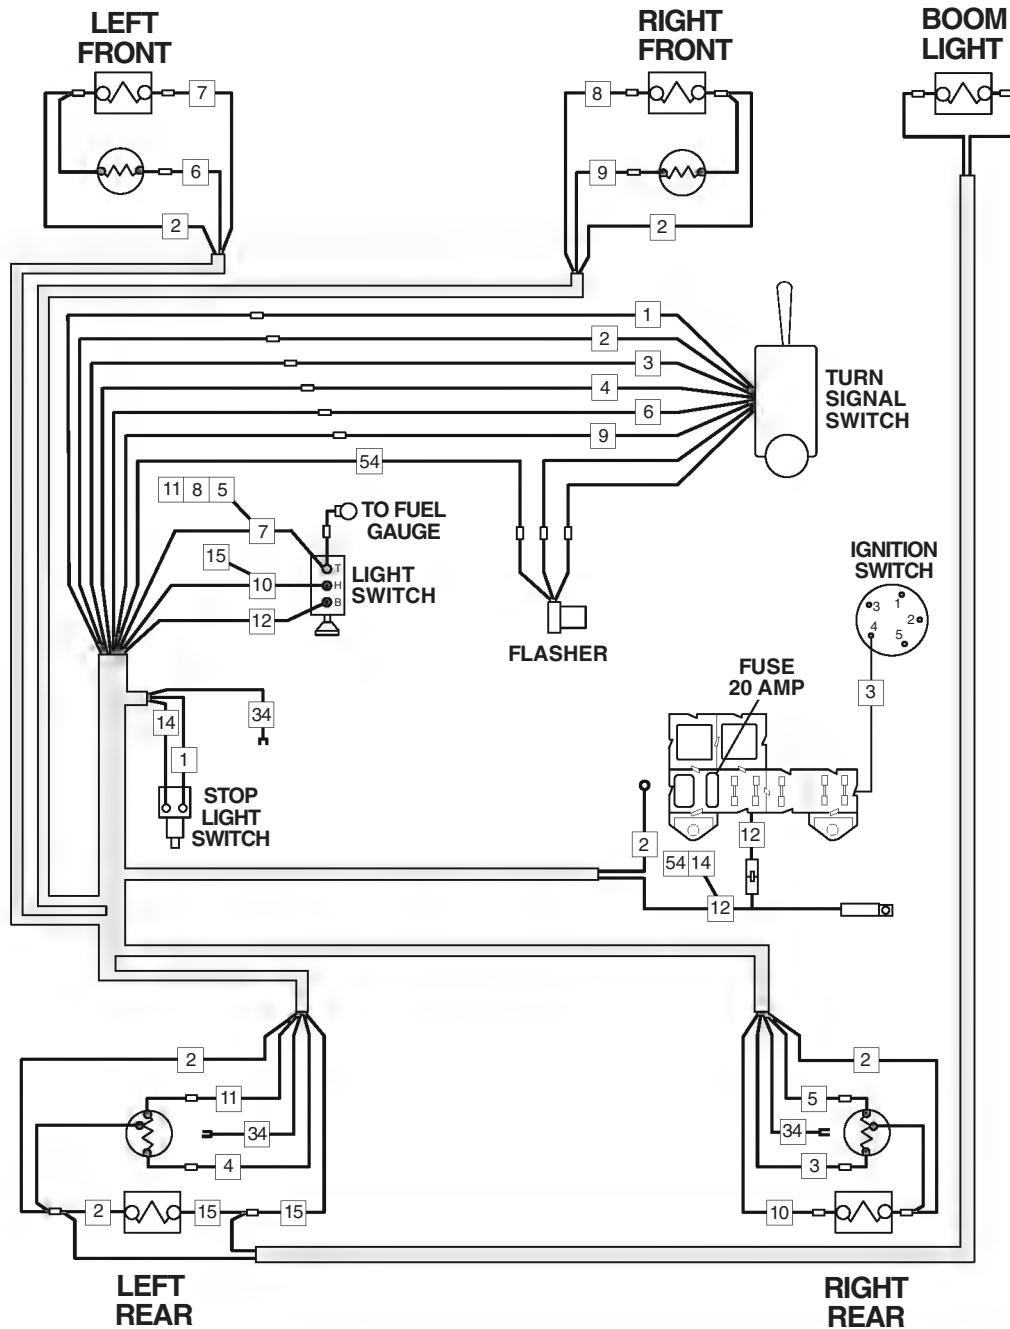 LEFT
FRONT
RIGHT
FRONT
BOOM
LIGHT
7
8
6
9
2
2
1
2
3
4
6
9
54
TURN
SIGNAL
SWITCH
11 8 5
7
TO FUEL
GAUGE
15
10
12
T
H
B
LIGHT
SWITCH
FLASHER
IGNITION
SWITCH
3
1
2
4
5
3
FUSE
20 AMP
14
34
1
STOP
LIGHT
SWITCH
2
12
54 14
12
2
11
34
4
2
15
15
2
5
34
3
10
LEFT
REAR
RIGHT
REAR